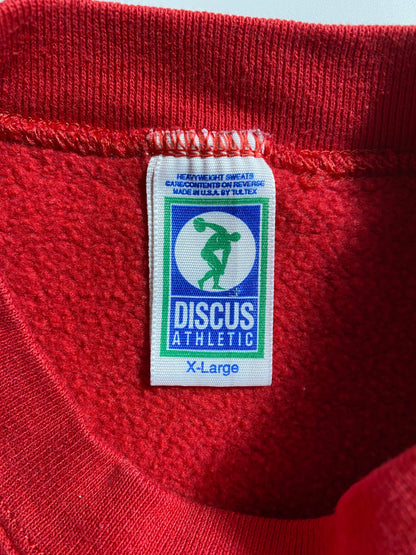 HEAVYWEIGHT SWEATS
CARE/CONTENTS ON REVERSE
MADE IN U.S.A. BY TULTEX
DISCUS
ATHLETIC
X-Large